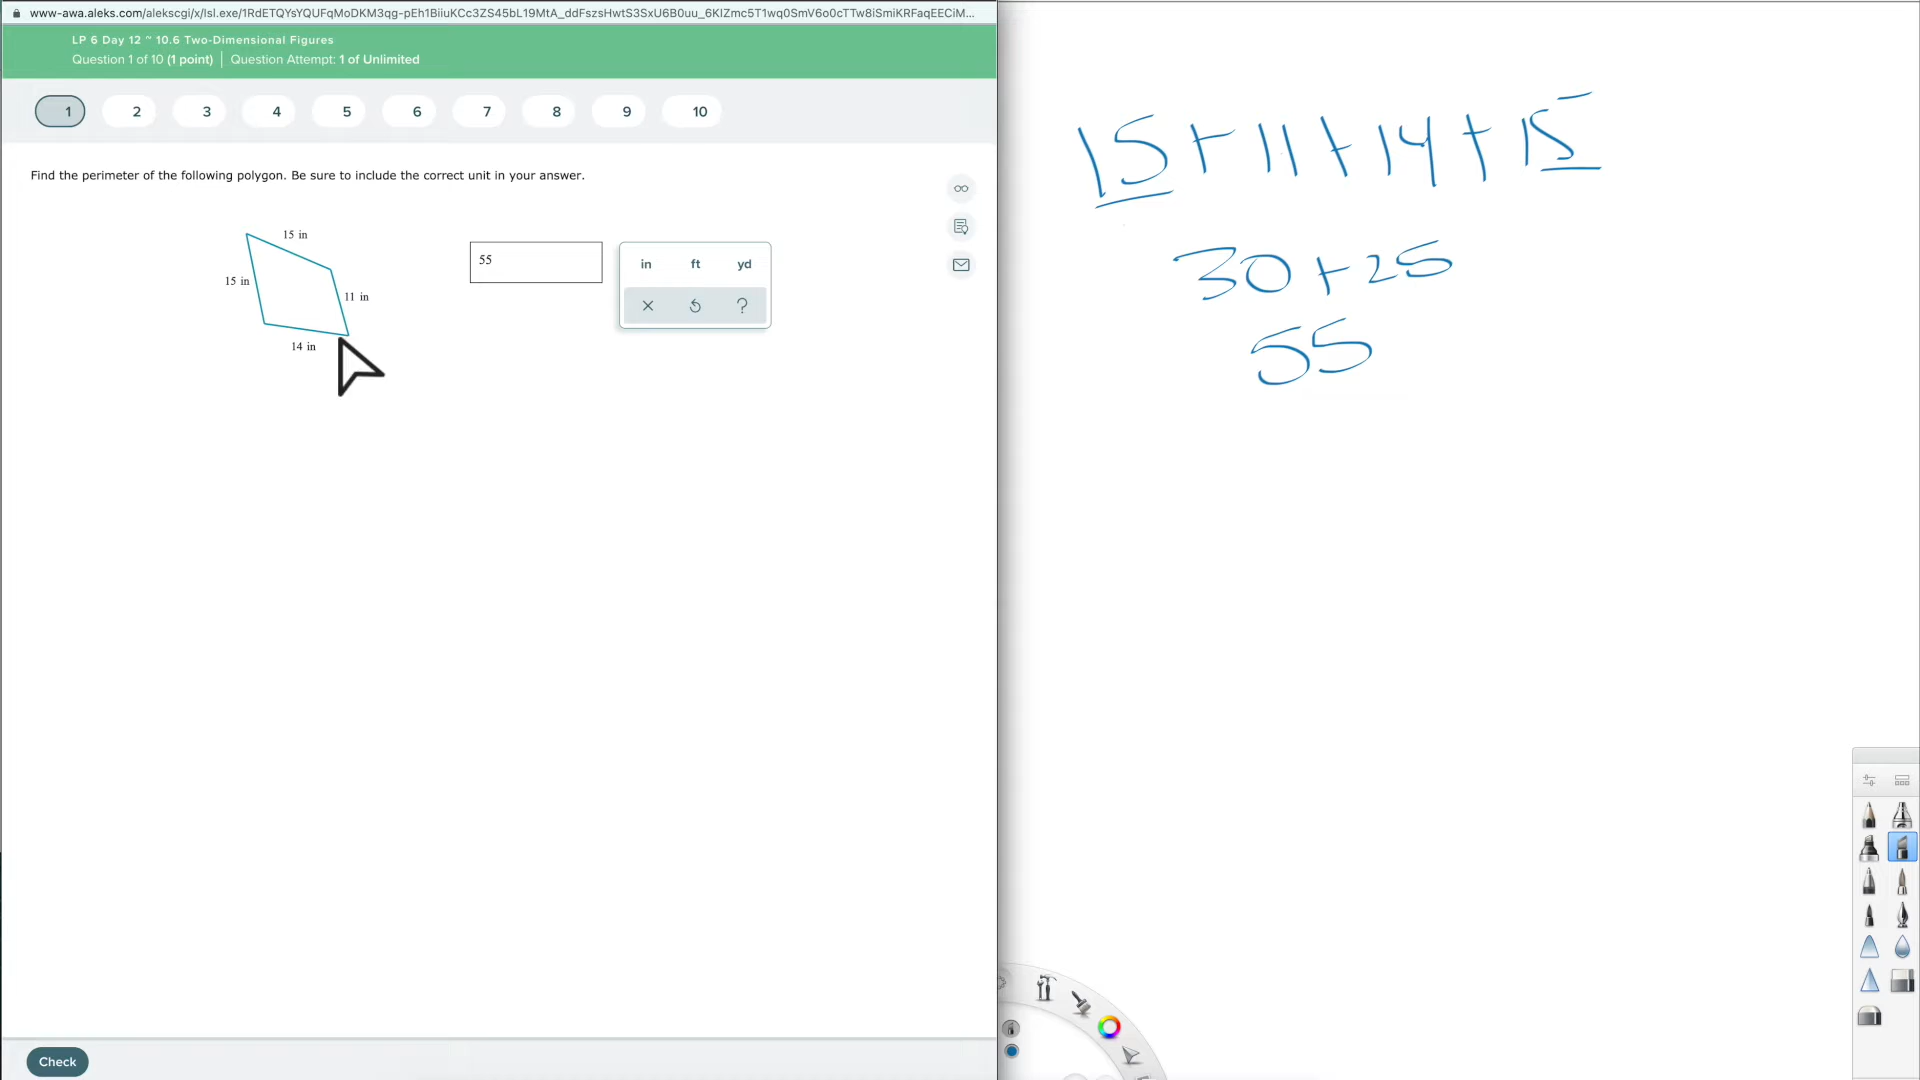 www-awa.aleks.com/alekscgi/x/lsl.exe/1RdETQYsYQUFqMoDKM3qg-pEh1BiiuKCc3ZS45bL19MtA_ddFszsHwtS3SxU6B0uu_6KIZmc5T1wq0SmV6o0cTTw8iSmiKRFaqEECiM...
LP 6 Day 12 ~ 10.6 Two-Dimensional Figures
Question 1 of 10 (1 point) | Question Attempt: 1 of Unlimited
1 2 3 4 5 6 7 8 9 10
Find the perimeter of the following polygon. Be sure to include the correct unit in your answer.
15 in
15 in
11 in
14 in
55
in ft yd
?
Check
15+11+14+15
30+25
55